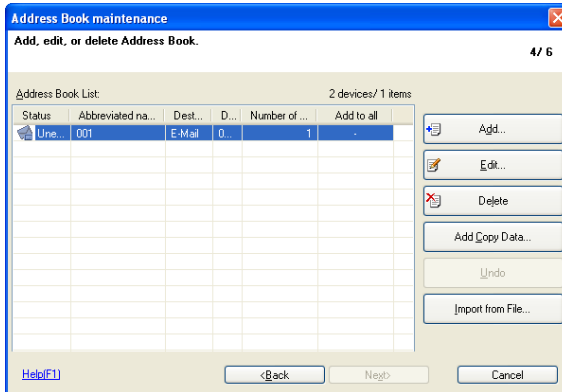 Address Book maintenance
Add, edit, or delete Address Book.
4/ 6
Address Book List: 2 devices/ 1 items
Status Abbreviated na... Dest... D... Number of ... Add to all
Une... 001 E-Mail 0... 1 -
Add...
Edit...
Delete
Add Copy Data...
Undo
Import from File...
Help(F1) <Back Next> Cancel